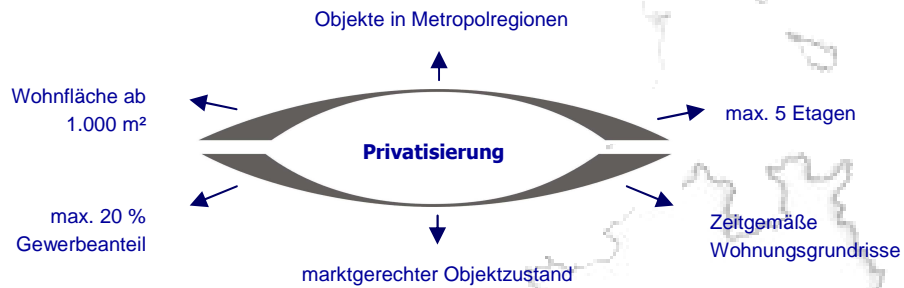 Objekte in Metropolregionen
Wohnfläche ab
1.000 m²
max. 5 Etagen
Privatisierung
max. 20 %
Gewerbeanteil
Zeitgemäße
Wohnungsgrundrisse
marktgerechter Objektzustand